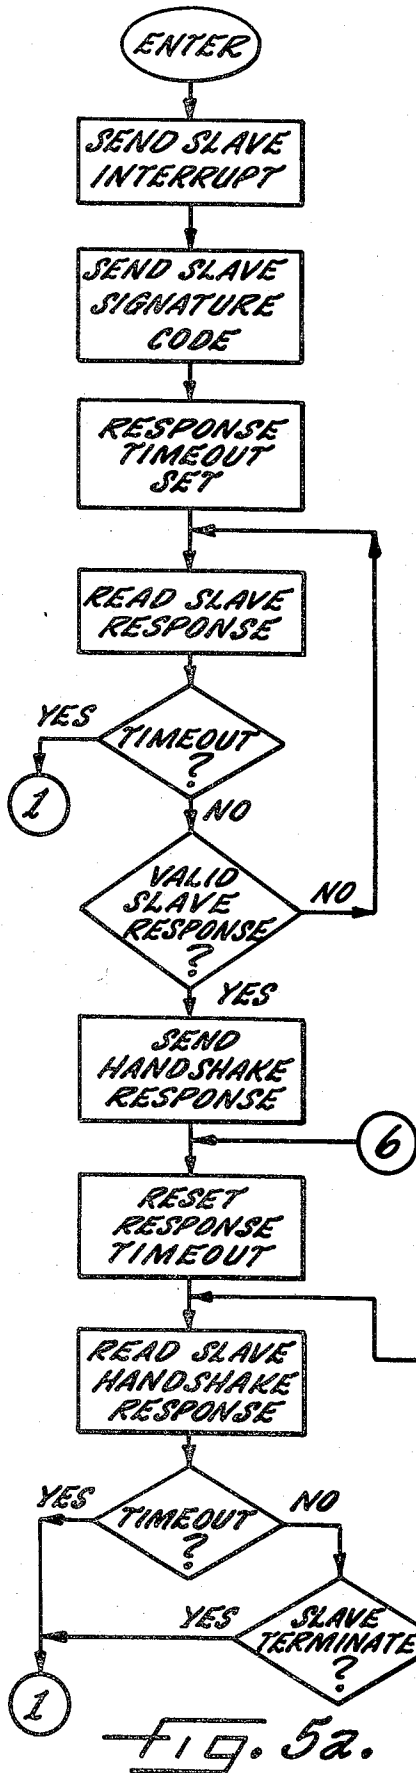 ENTER
SEND SLAVE
INTERRUPT
SEND SLAVE
SIGNATURE
CODE
RESPONSE
TIMEOUT
SET
READ SLAVE
RESPONSE
YES
TIMEOUT
?
1
NO
VALID
SLAVE
RESPONSE
?
NO
YES
SEND
HANDSHAKE
RESPONSE
6
RESET
RESPONSE
TIMEOUT
READ SLAVE
HANDSHAKE
RESPONSE
YES
TIMEOUT
?
NO
YES
SLAVE
TERMINATE
?
1
Fig. 5a.